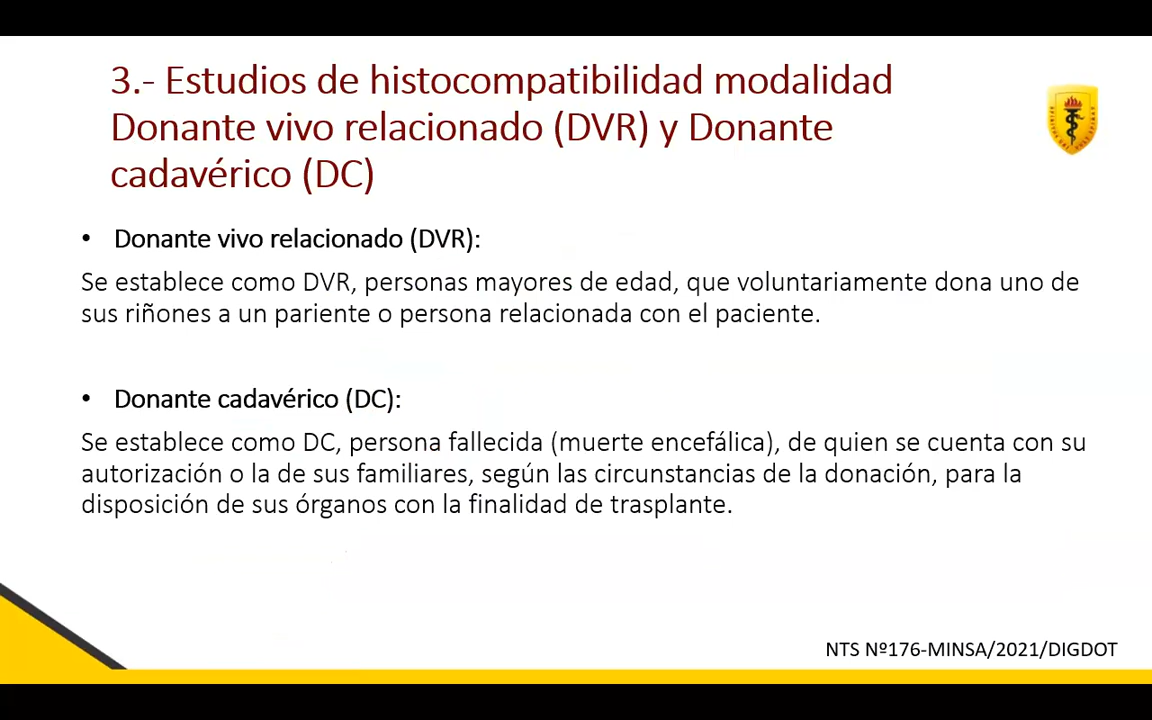 3.- Estudios de histocompatibilidad modalidad
Donante vivo relacionado (DVR) y Donante
cadavérico (DC)
• Donante vivo relacionado (DVR):
Se establece como DVR, personas mayores de edad, que voluntariamente dona uno de
sus riñones a un pariente o persona relacionada con el paciente.
• Donante cadavérico (DC):
Se establece como DC, persona fallecida (muerte encefálica), de quien se cuenta con su
autorización o la de sus familiares, según las circunstancias de la donación, para la
disposición de sus órganos con la finalidad de trasplante.
NTS Nº176-MINSA/2021/DIGDOT